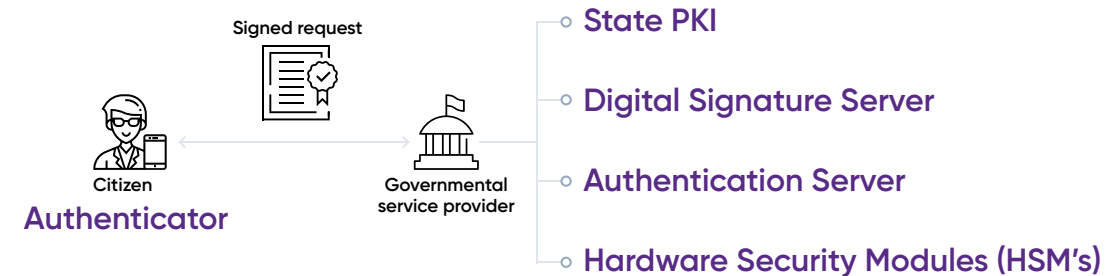 Signed request
Citizen
Authenticator
Governmental
service provider
State PKI
Digital Signature Server
Authentication Server
Hardware Security Modules (HSM's)